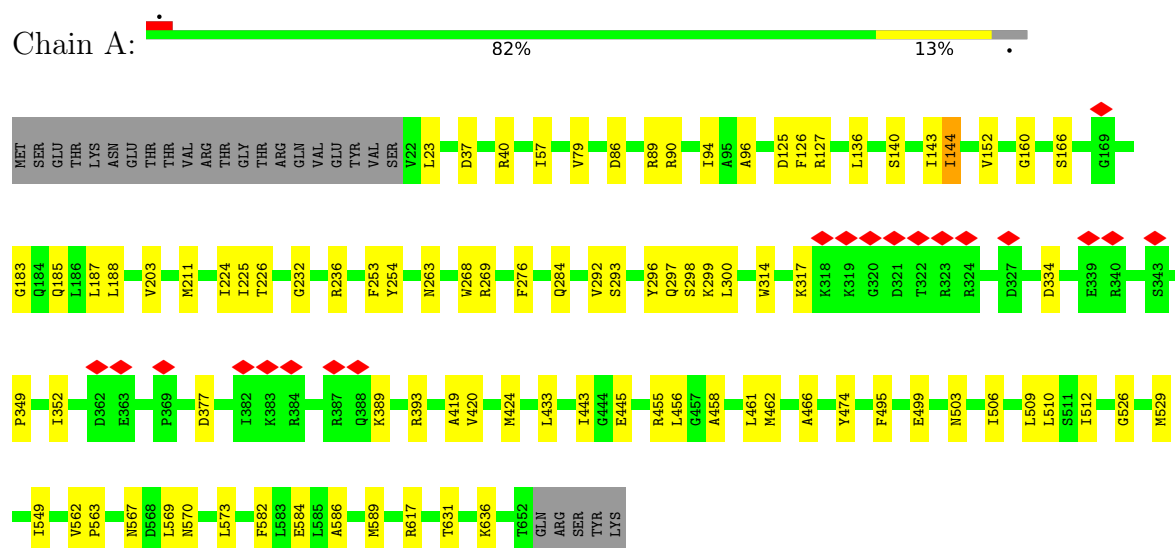 Chain A:
82% 13%
MET SER GLU THR LYS ASN GLU THR THR VAL ARG THR GLY THR ARG GLN VAL GLU TYR VAL SER V22 L23 D37 R40 I57 V79 D86 R89 R90 I94 A95 A96 D125 F126 R127 L136 S140 I143 I144 V152 G160 S166 G169
G183 Q184 Q185 L186 L187 L188 V203 M211 I224 I225 T226 G232 R236 F253 Y254 N263 W268 R269 F276 Q284 V292 S293 Y296 Q297 S298 K299 L300 W314 K317 K318 K319 G320 D321 T322 R323 R324 D327 D334 E339 R340 S343
P349 I352 D362 E363 P369 D377 I382 K383 R384 R387 Q388 K389 R393 A419 V420 M424 L433 I443 G444 E445 R455 L456 G457 A458 L461 M462 A466 Y474 F495 E499 N503 I506 L509 L510 S511 I512 G526 M529
I549 V562 P563 N567 D568 L569 N570 L573 F582 L583 E584 L585 A586 M589 R617 T631 K636 T652 GLN ARG SER TYR LYS